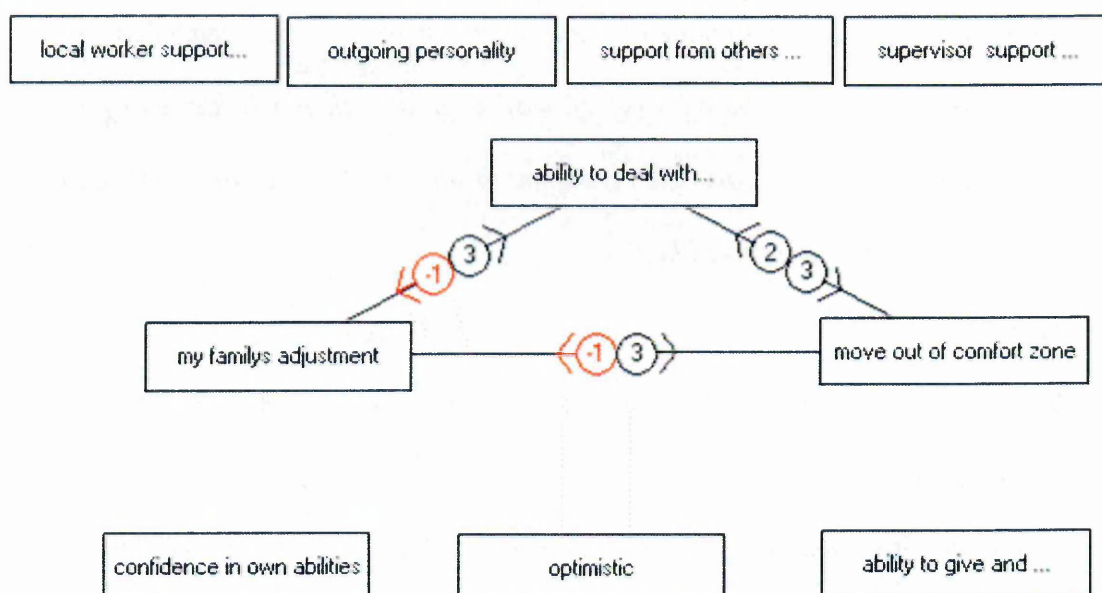 local worker support...
outgoing personality
support from others ...
supervisor support ...
ability to deal with...
-1
3
2
3
my familys adjustment
-1
3
move out of comfort zone
confidence in own abilities
optimistic
ability to give and ...